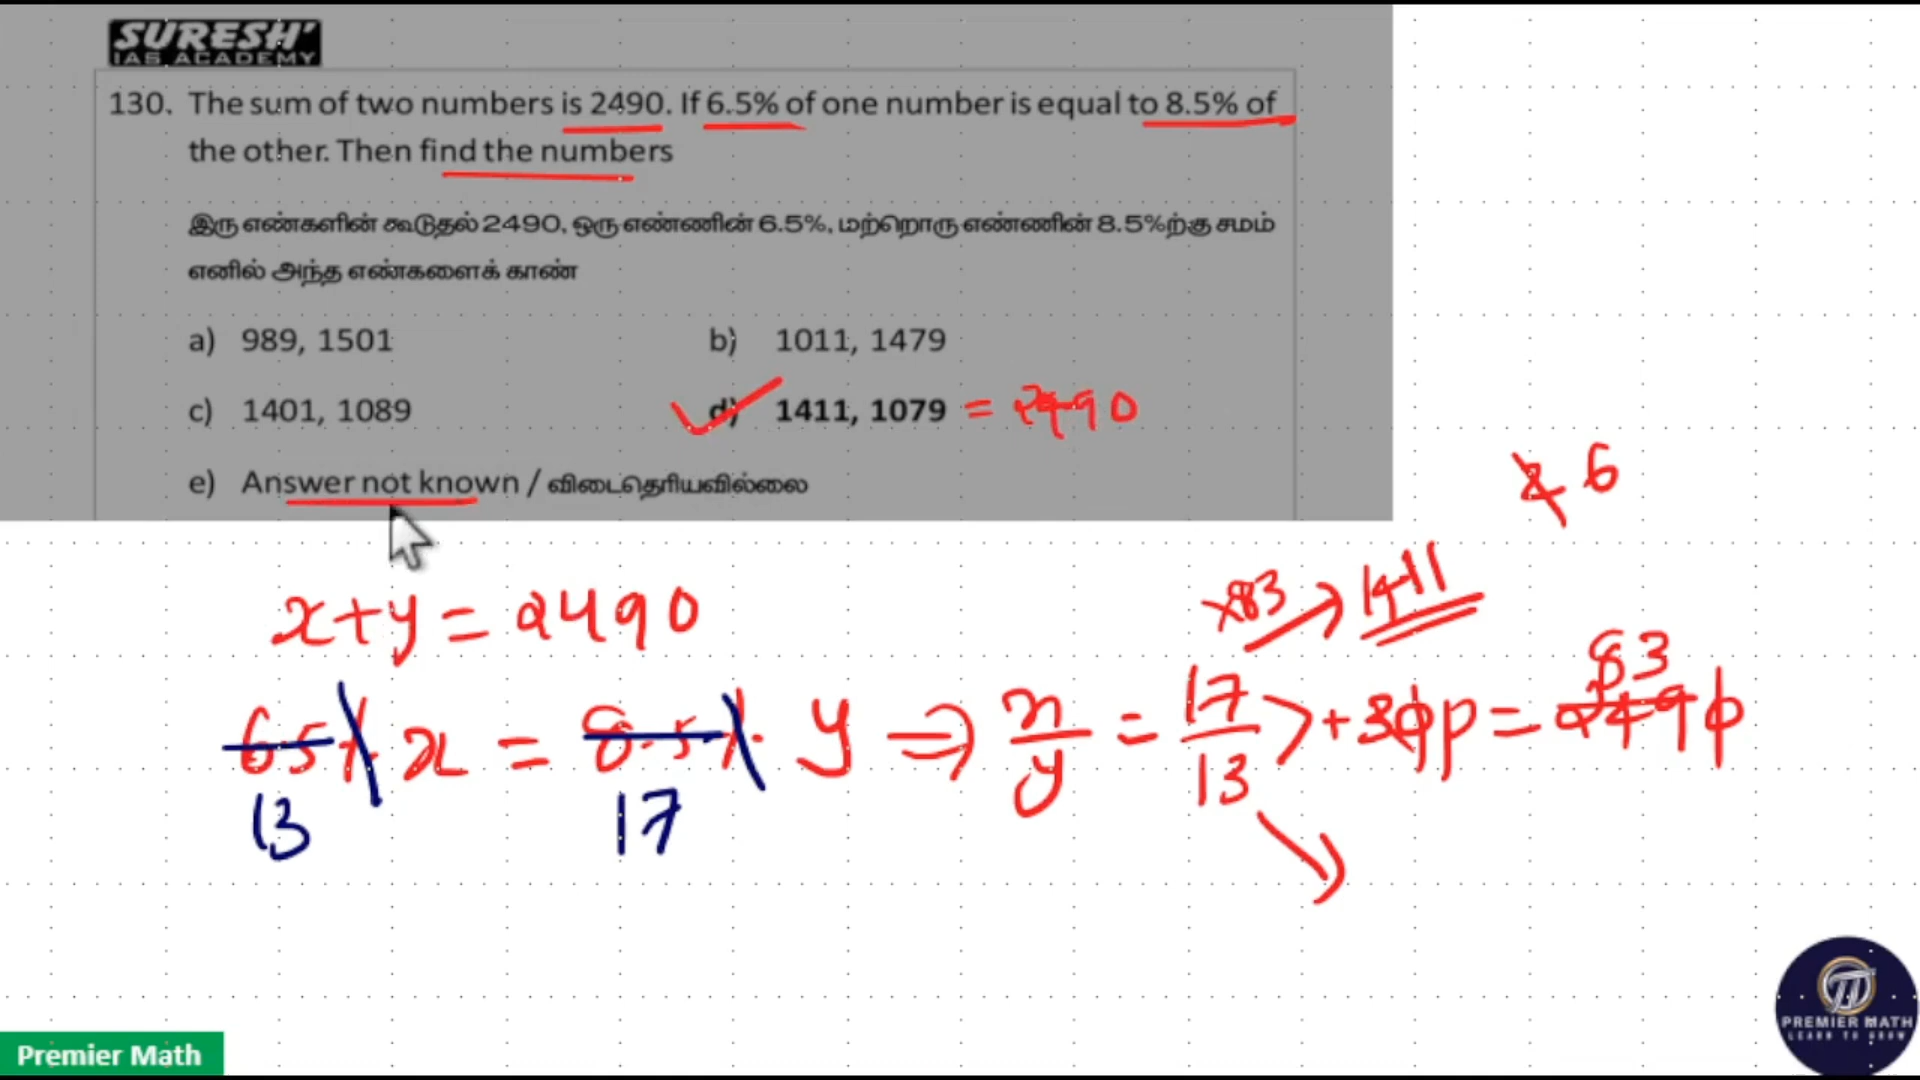 SURESH'
IAS ACADEMY
130. The sum of two numbers is 2490. If 6.5% of one number is equal to 8.5% of
the other. Then find the numbers
இரு எண்களின் கூடுதல் 2490, ஒரு எண்ணின் 6.5%, மற்றொரு எண்ணின் 8.5%ற்கு சமம்
எனில் அந்த எண்களைக் காண்
a) 989, 1501
b) 1011, 1479
c) 1401, 1089
d) 1411, 1079 = 2490
e) Answer not known / விடைதெரியவில்லை
6
x+y = 2490
×83 → 1411
83
6.5% x = 8.5% y ⇒ x/y = 17/13 > + 30p = 2490
13 17
Premier Math
PREMIER MATH
LEARN TO GROW